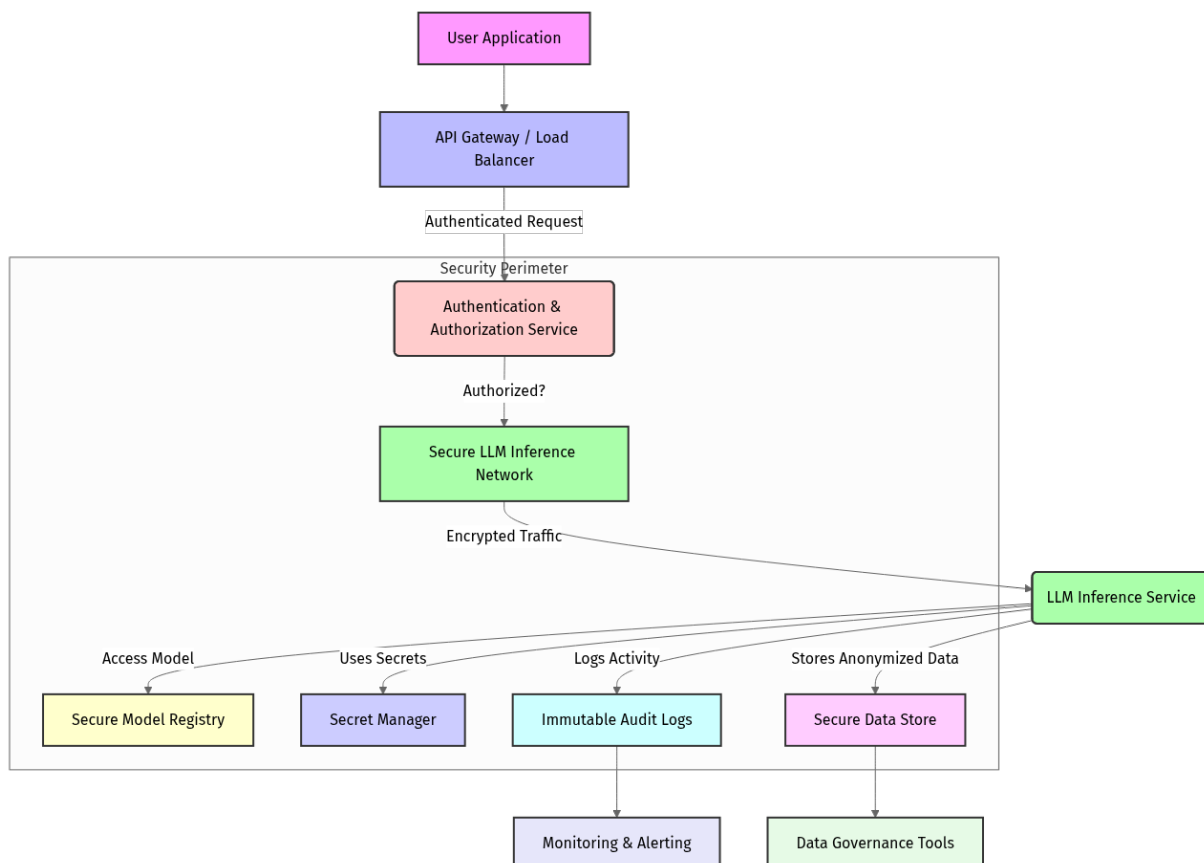 User Application
API Gateway / Load
Balancer
Authenticated Request
Security Perimeter
Authentication &
Authorization Service
Authorized?
Secure LLM Inference
Network
Encrypted Traffic
LLM Inference Service
Access Model
Uses Secrets
Logs Activity
Stores Anonymized Data
Secure Model Registry
Secret Manager
Immutable Audit Logs
Secure Data Store
Monitoring & Alerting
Data Governance Tools